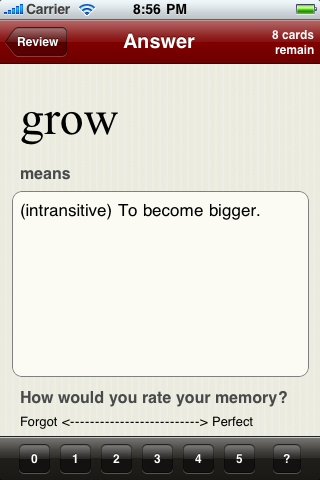 Carrier 8:56 PM
Review Answer 8 cards
remain
grow
means
(intransitive) To become bigger.
How would you rate your memory?
Forgot <--------------------------> Perfect
0 1 2 3 4 5 ?